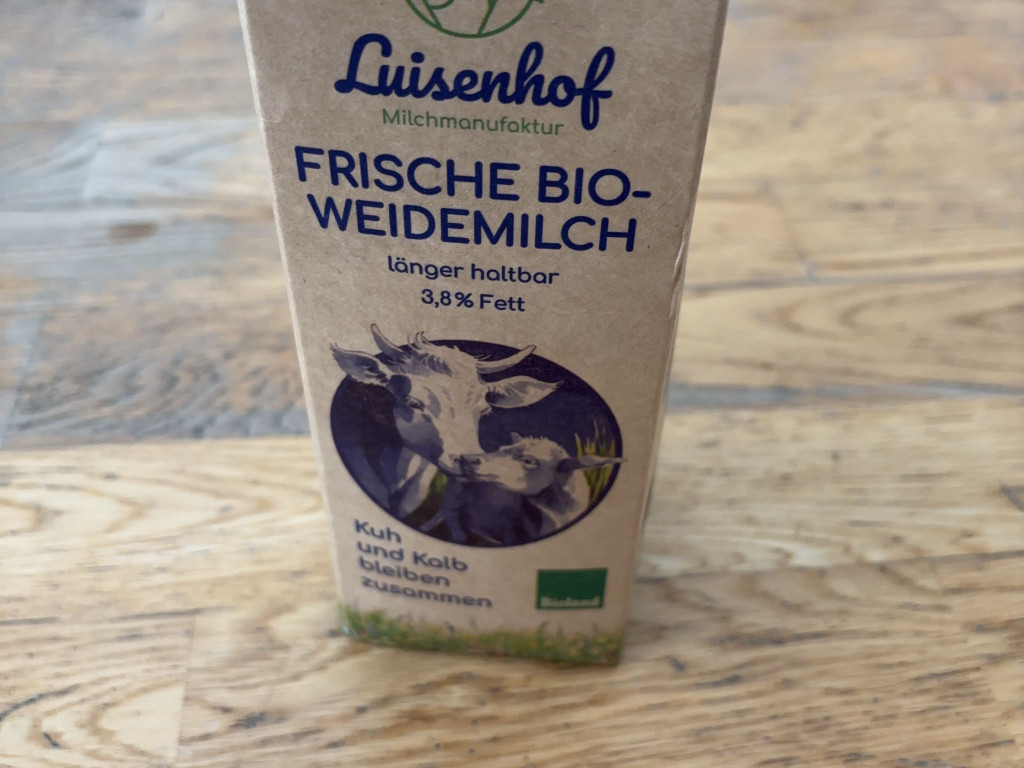 Luisenhof
Milchmanufaktur
FRISCHE BIO-
WEIDEMILCH
länger haltbar
3,8% Fett
Kuh
und Kalb
bleiben
zusammen
Bioland